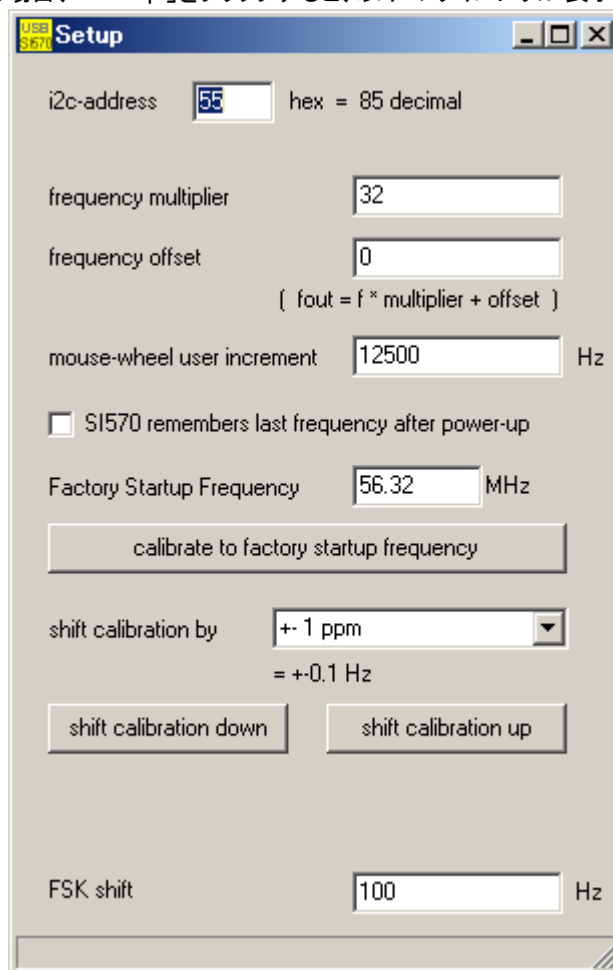 USB
SI570 Setup
i2c-address 55 hex = 85 decimal
frequency multiplier 32
frequency offset 0
( fout = f * multiplier + offset )
mouse-wheel user increment 12500 Hz
SI570 remembers last frequency after power-up
Factory Startup Frequency 56.32 MHz
calibrate to factory startup frequency
shift calibration by +- 1 ppm
= +-0.1 Hz
shift calibration down shift calibration up
FSK shift 100 Hz